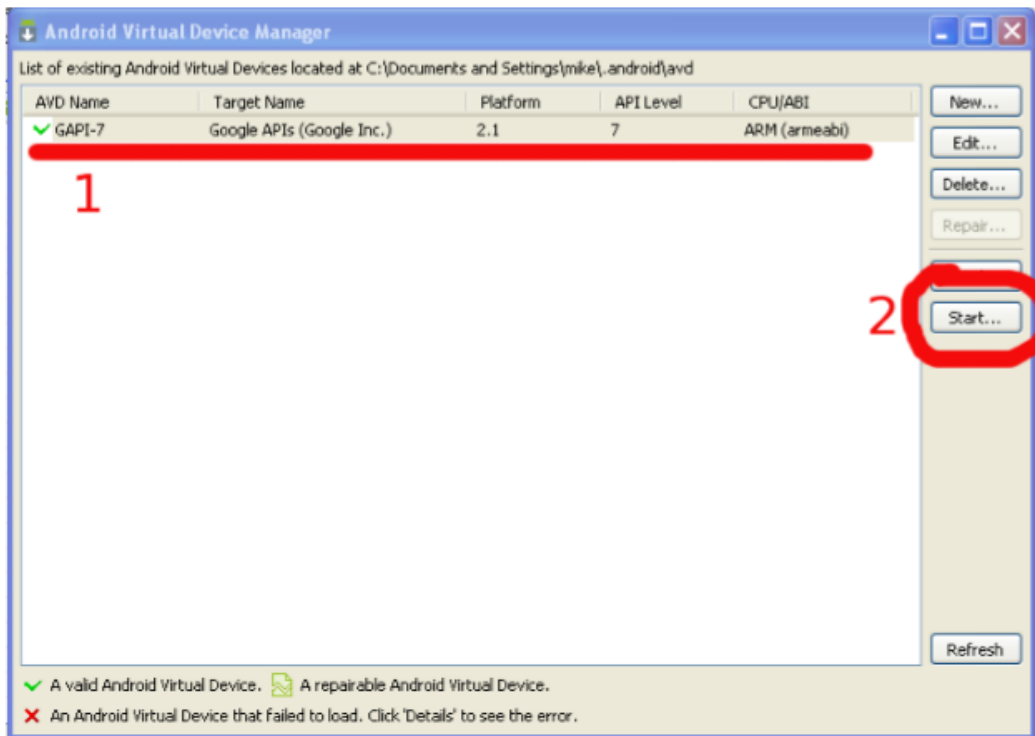 Android Virtual Device Manager
List of existing Android Virtual Devices located at C:\Documents and Settings\mike\.android\avd
AVD Name Target Name Platform API Level CPU/ABI
GAPI-7 Google APIs (Google Inc.) 2.1 7 ARM (armeabi)
1
New...
Edit...
Delete...
Repair...
2
Start...
Refresh
A valid Android Virtual Device. A repairable Android Virtual Device.
An Android Virtual Device that failed to load. Click 'Details' to see the error.